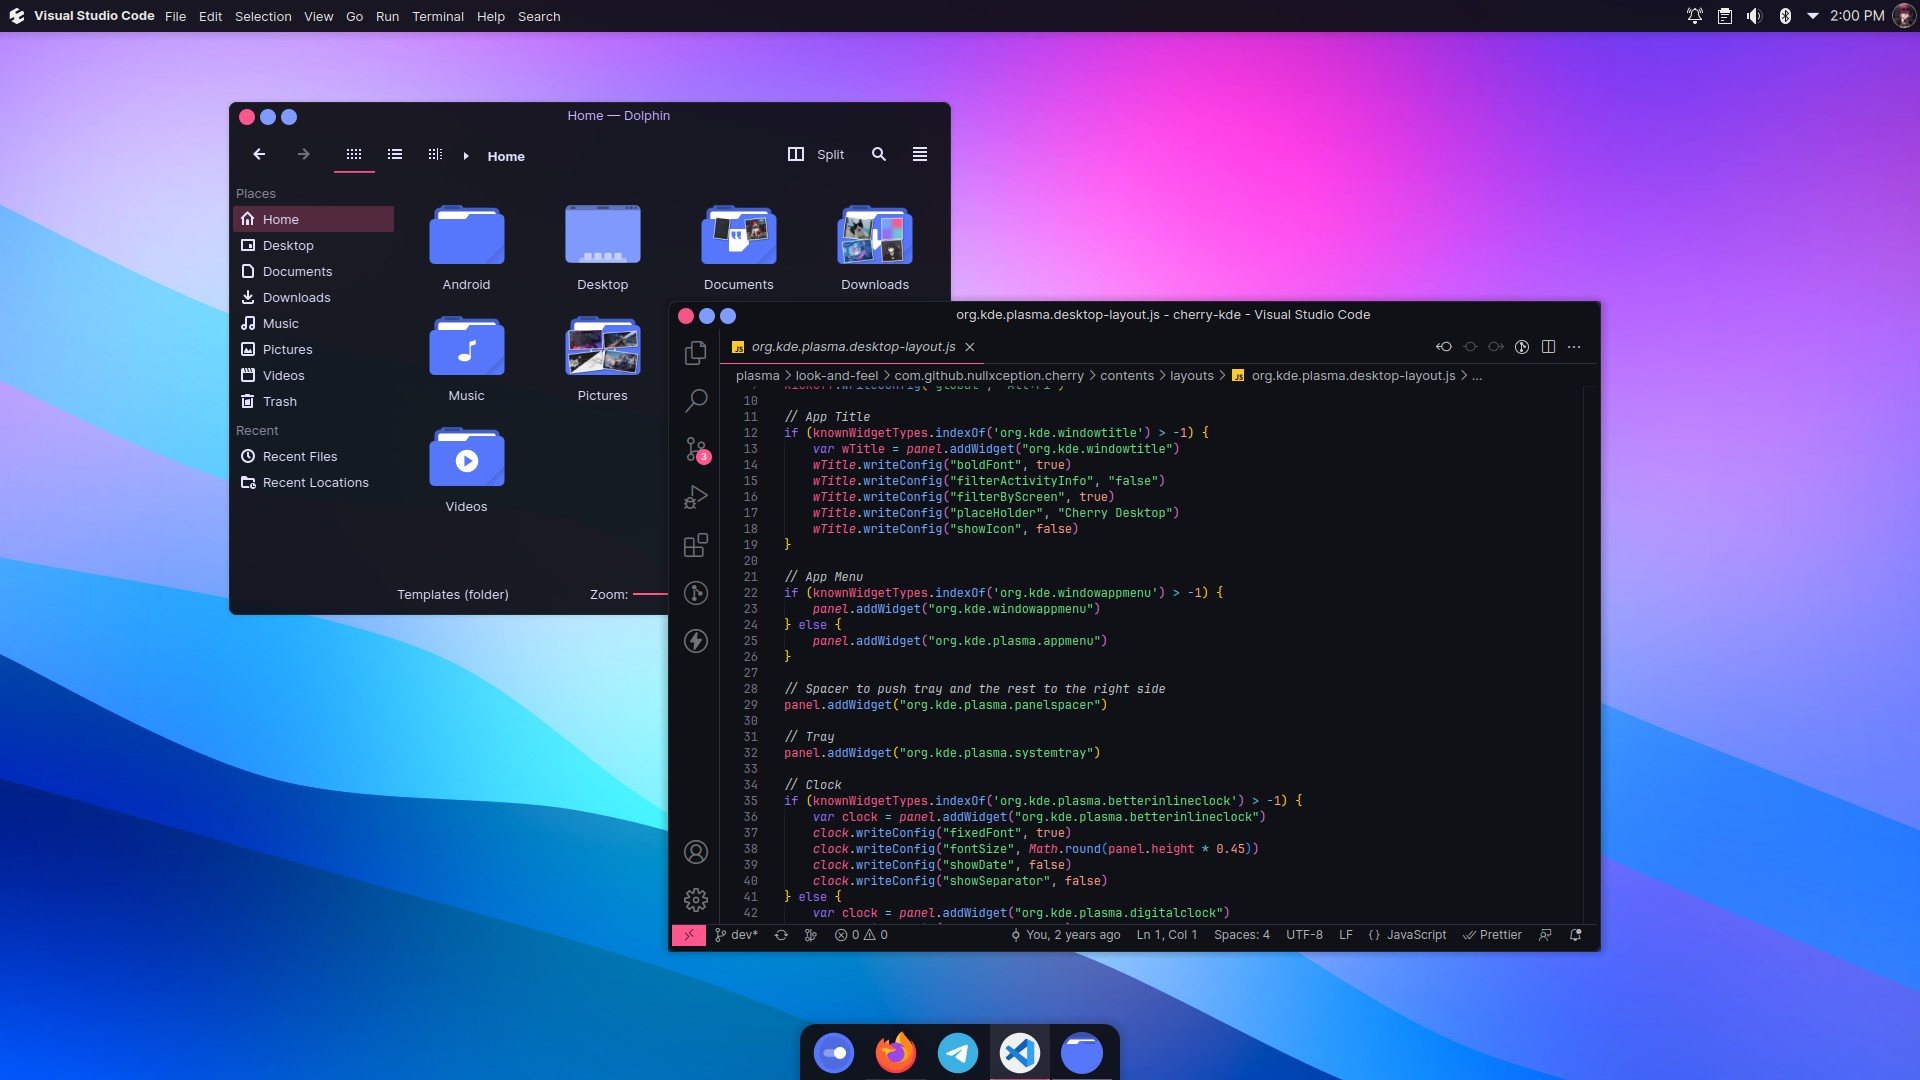 Visual Studio Code File Edit Selection View Go Run Terminal Help Search
2:00 PM
Home — Dolphin
Home
Split
Places
Home
Desktop
Documents
Downloads
Music
Pictures
Videos
Trash
Recent
Recent Files
Recent Locations
Android
Desktop
Documents
Downloads
Music
Pictures
Videos
Templates (folder)
Zoom:
org.kde.plasma.desktop-layout.js - cherry-kde - Visual Studio Code
3
JS org.kde.plasma.desktop-layout.js
plasma > look-and-feel > com.github.nullxception.cherry > contents > layouts > JS org.kde.plasma.desktop-layout.js > ...
10
11 // App Title
12 if (knownWidgetTypes.indexOf('org.kde.windowtitle') > -1) {
13 var wTitle = panel.addWidget("org.kde.windowtitle")
14 wTitle.writeConfig("boldFont", true)
15 wTitle.writeConfig("filterActivityInfo", "false")
16 wTitle.writeConfig("filterByScreen", true)
17 wTitle.writeConfig("placeHolder", "Cherry Desktop")
18 wTitle.writeConfig("showIcon", false)
19 }
20
21 // App Menu
22 if (knownWidgetTypes.indexOf('org.kde.windowappmenu') > -1) {
23 panel.addWidget("org.kde.windowappmenu")
24 } else {
25 panel.addWidget("org.kde.plasma.appmenu")
26 }
27
28 // Spacer to push tray and the rest to the right side
29 panel.addWidget("org.kde.plasma.panelspacer")
30
31 // Tray
32 panel.addWidget("org.kde.plasma.systemtray")
33
34 // Clock
35 if (knownWidgetTypes.indexOf('org.kde.plasma.betterinlineclock') > -1) {
36 var clock = panel.addWidget("org.kde.plasma.betterinlineclock")
37 clock.writeConfig("fixedFont", true)
38 clock.writeConfig("fontSize", Math.round(panel.height * 0.45))
39 clock.writeConfig("showDate", false)
40 clock.writeConfig("showSeparator", false)
41 } else {
42 var clock = panel.addWidget("org.kde.plasma.digitalclock")
dev* 0 0 You, 2 years ago Ln 1, Col 1 Spaces: 4 UTF-8 LF {} JavaScript Prettier